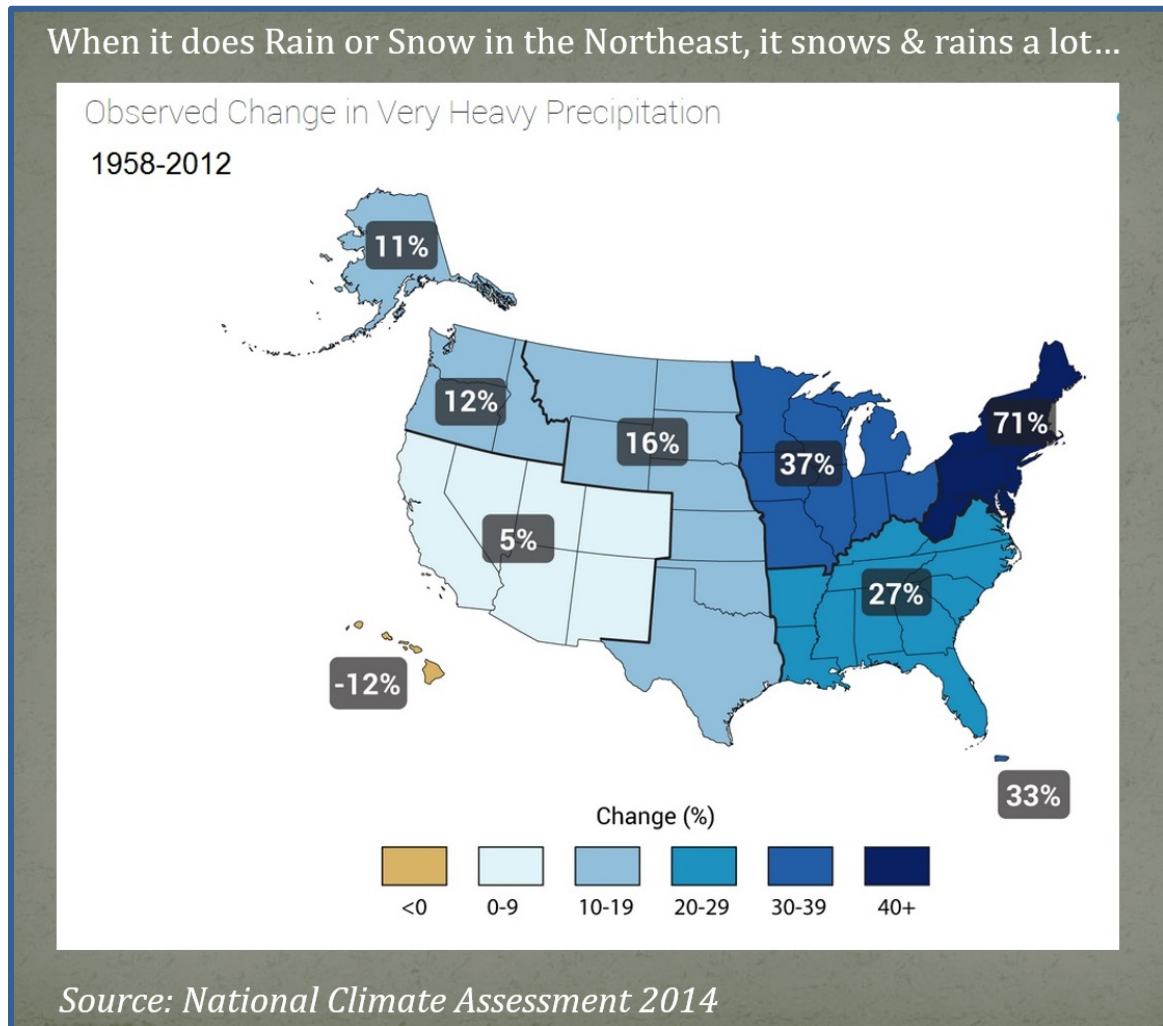 When it does Rain or Snow in the Northeast, it snows & rains a lot…
Observed Change in Very Heavy Precipitation
1958-2012
11%
12%
16%
37%
71%
5%
27%
-12%
33%
Change (%)
<0 0-9 10-19 20-29 30-39 40+
Source: National Climate Assessment 2014